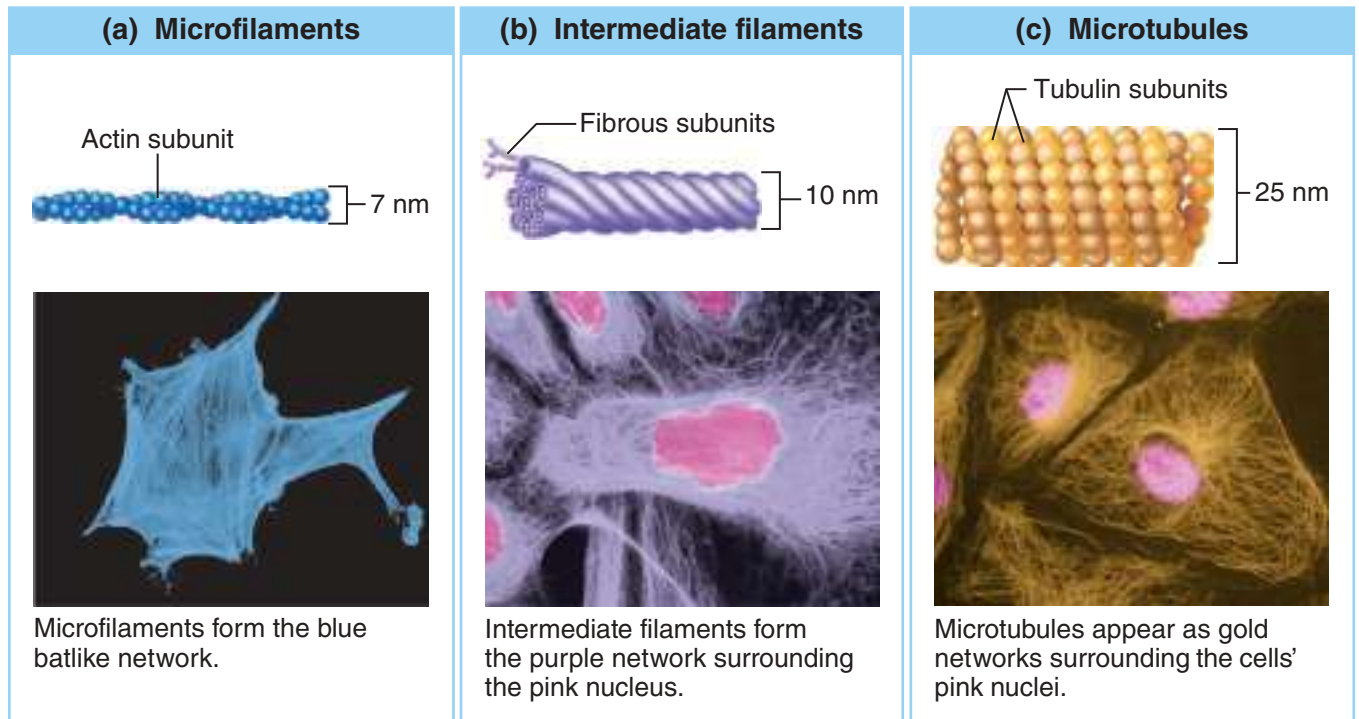 (a) Microfilaments
Actin subunit
7 nm
Microfilaments form the blue
batlike network.
(b) Intermediate filaments
Fibrous subunits
10 nm
Intermediate filaments form
the purple network surrounding
the pink nucleus.
(c) Microtubules
Tubulin subunits
25 nm
Microtubules appear as gold
networks surrounding the cells’
pink nuclei.